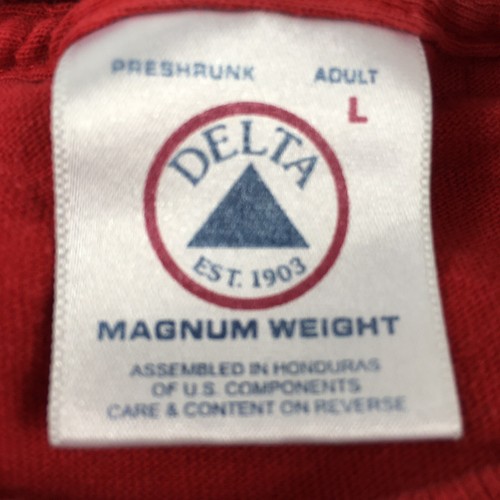 PRESHRUNK ADULT
L
DELTA
EST. 1903
MAGNUM WEIGHT
ASSEMBLED IN HONDURAS
OF U.S. COMPONENTS
CARE & CONTENT ON REVERSE